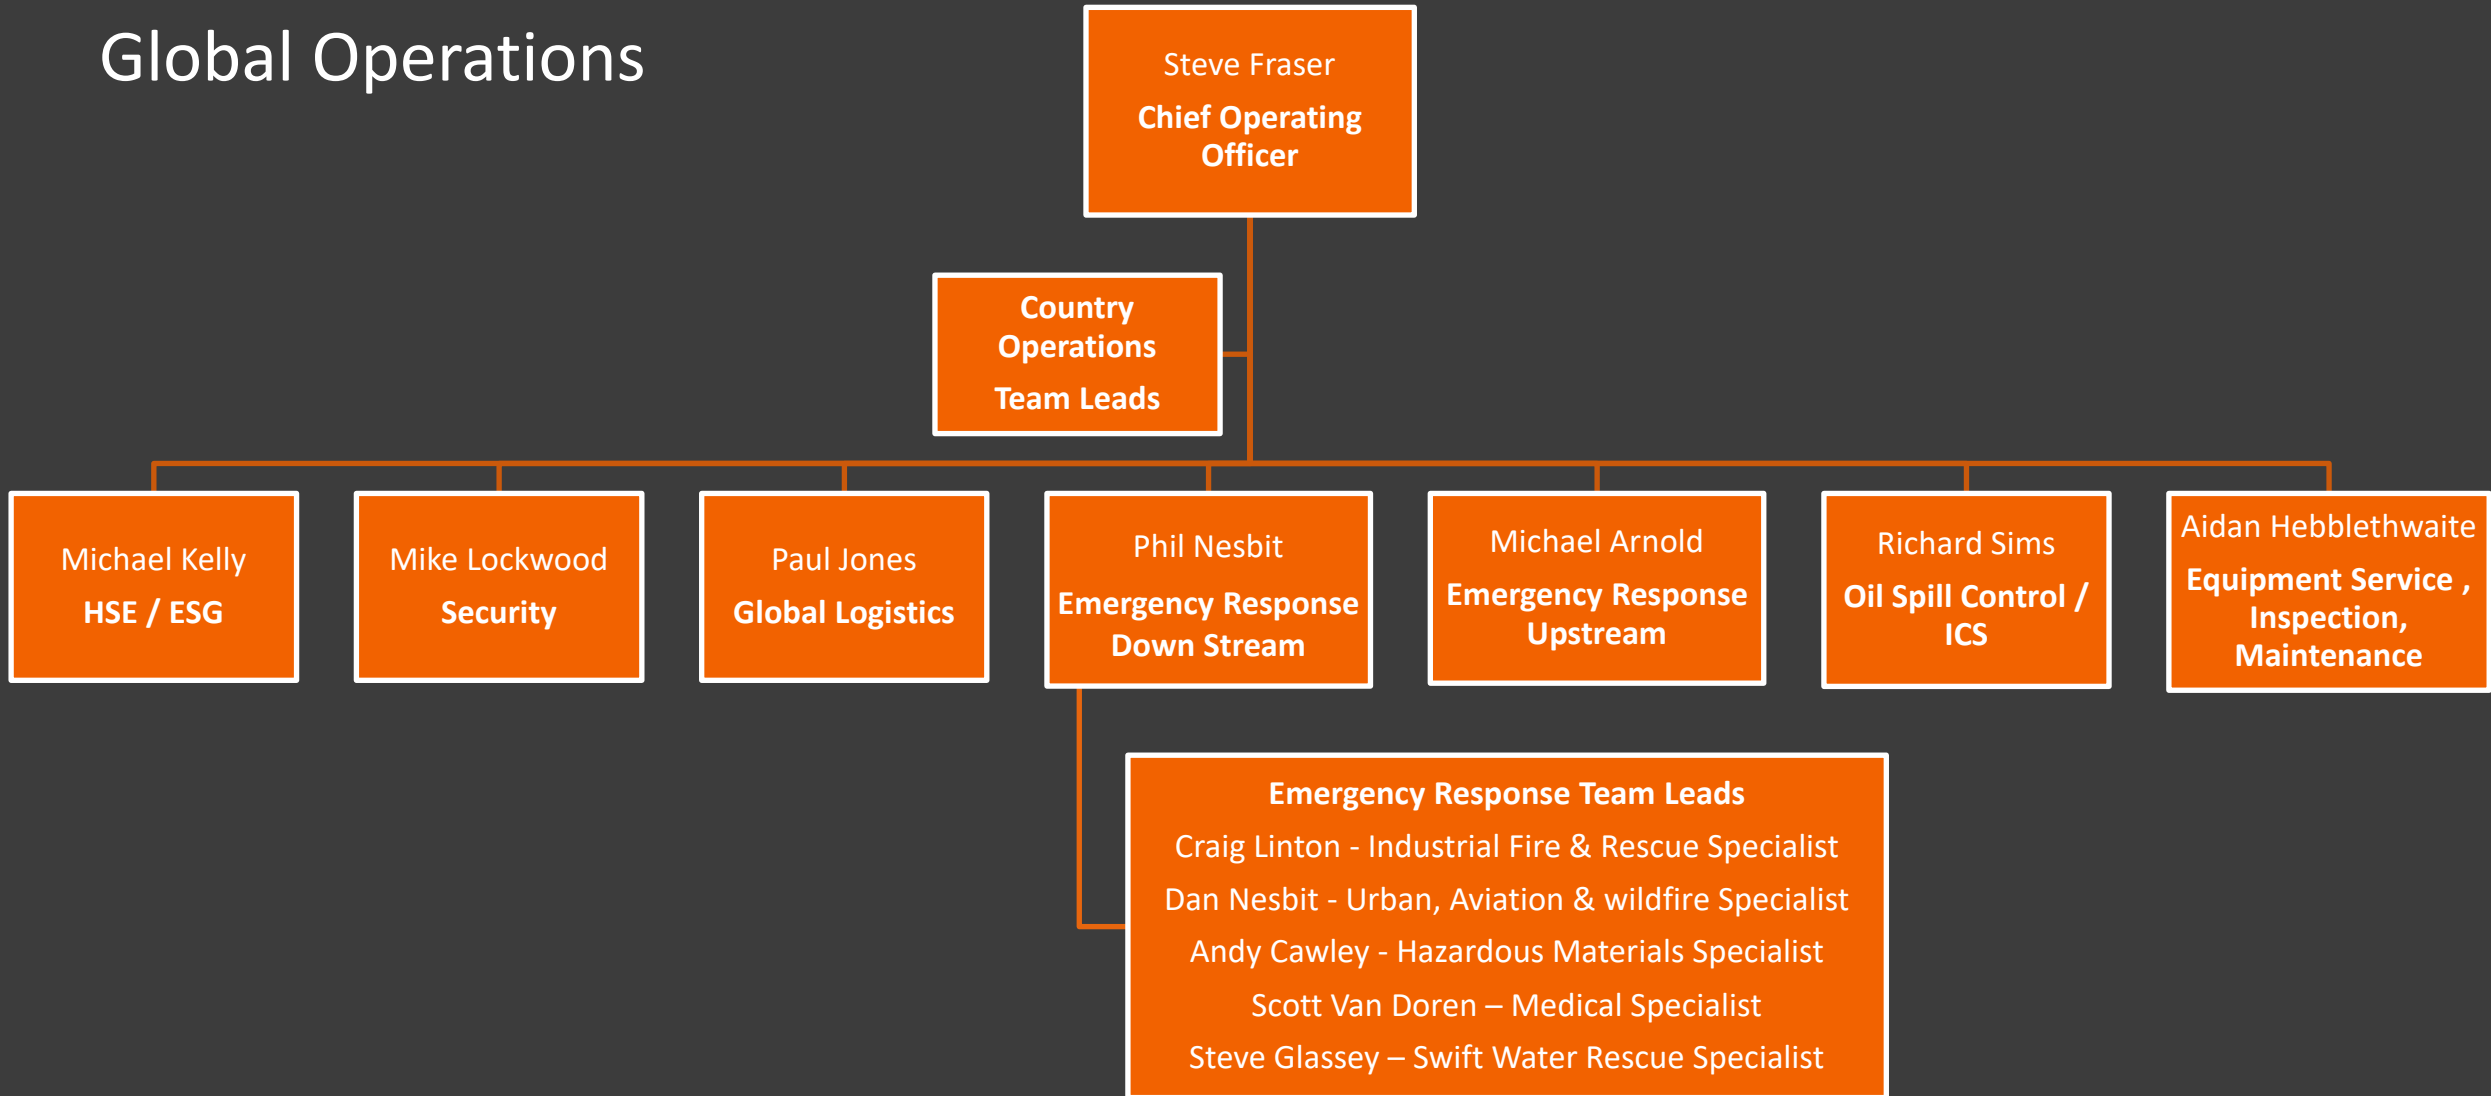 Global Operations
Steve Fraser
Chief Operating
Officer
Country
Operations
Team Leads
Michael Kelly
HSE / ESG
Mike Lockwood
Security
Paul Jones
Global Logistics
Phil Nesbit
Emergency Response
Down Stream
Michael Arnold
Emergency Response
Upstream
Richard Sims
Oil Spill Control /
ICS
Aidan Hebblethwaite
Equipment Service ,
Inspection,
Maintenance
Emergency Response Team Leads
Craig Linton - Industrial Fire & Rescue Specialist
Dan Nesbit - Urban, Aviation & wildfire Specialist
Andy Cawley - Hazardous Materials Specialist
Scott Van Doren – Medical Specialist
Steve Glassey – Swift Water Rescue Specialist